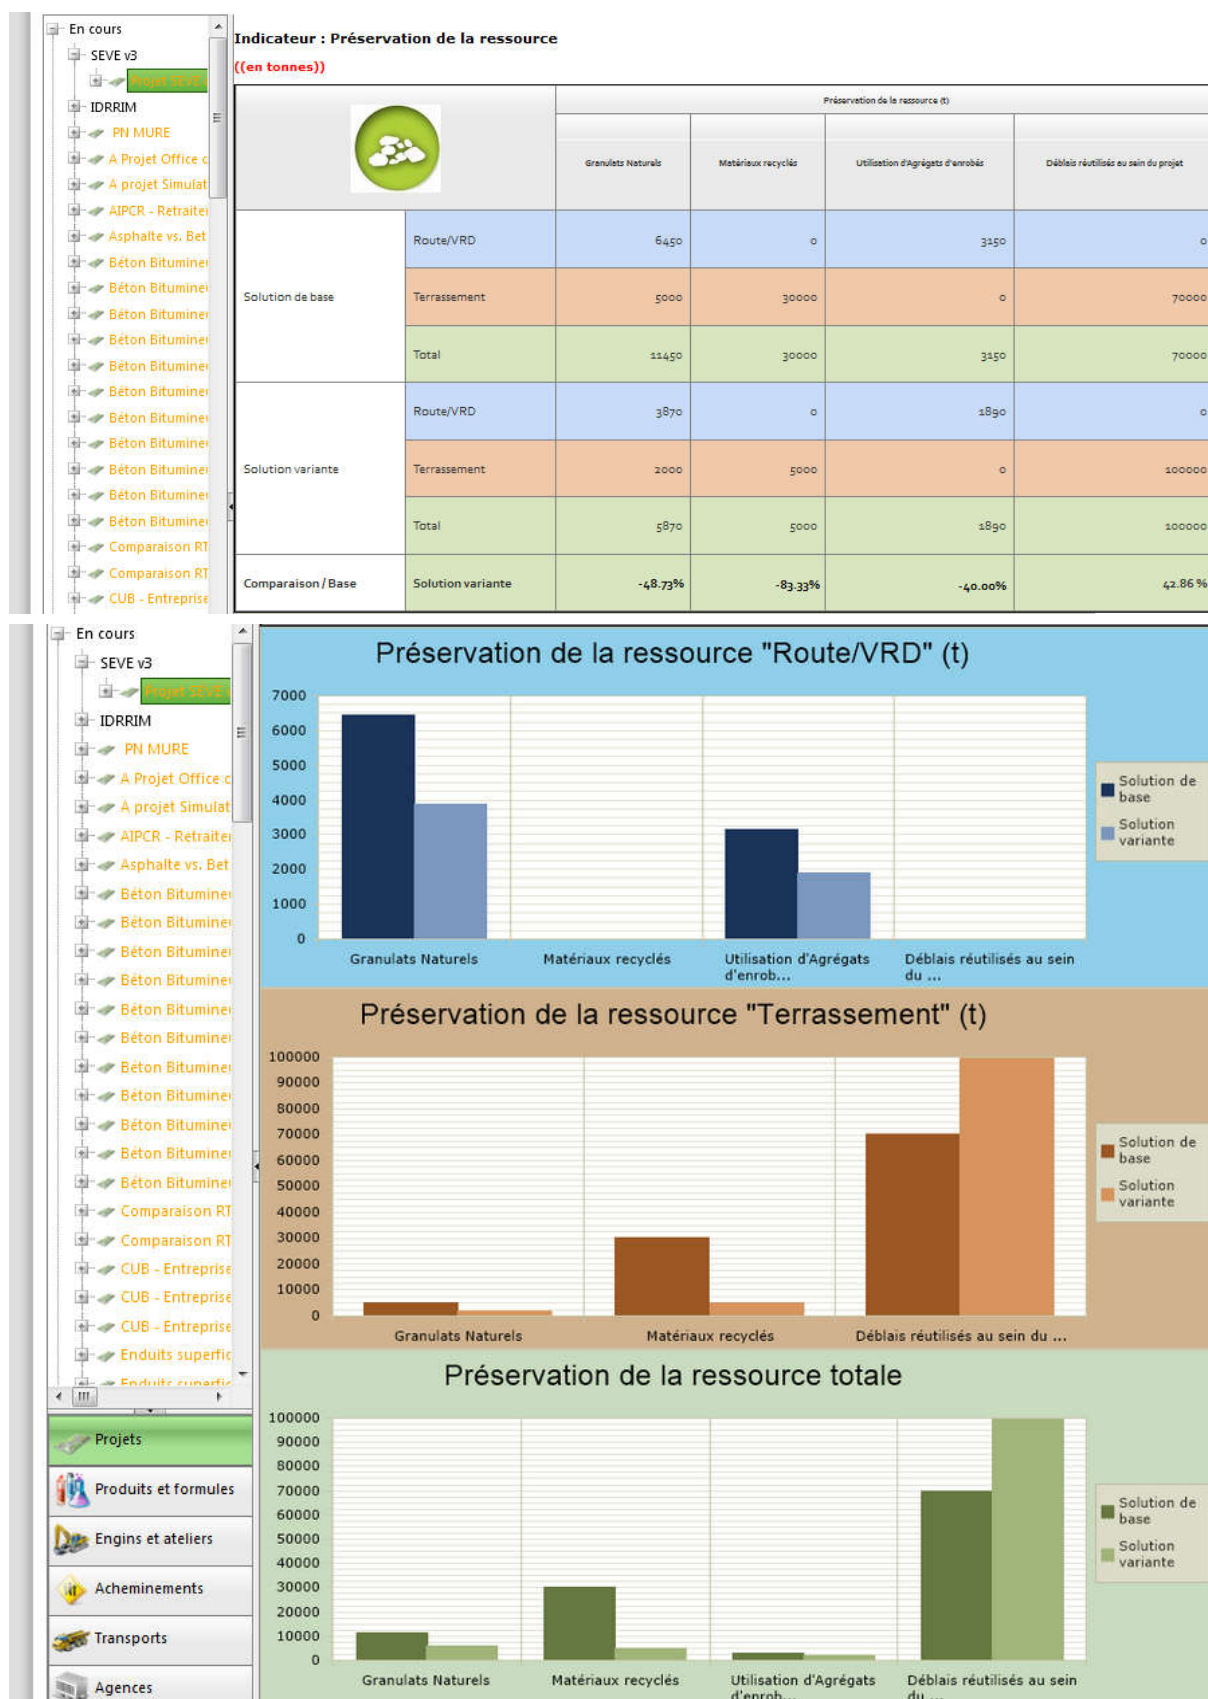 En cours
SEVE v3
Projet SEVE
IDRRIM
PN MURE
A Projet Office c
A projet Simulat
AIPCR - Retraite
Asphalte vs. Bet
Béton Bitumine
Béton Bitumine
Béton Bitumine
Béton Bitumine
Béton Bitumine
Béton Bitumine
Béton Bitumine
Béton Bitumine
Béton Bitumine
Béton Bitumine
Béton Bitumine
Comparaison RT
Comparaison RT
CUB - Entreprise
Indicateur : Préservation de la ressource
((en tonnes))
Préservation de la ressource (t)
Granulats Naturels Matériaux recyclés Utilisation d'Agrégats d'enrobés Déblais réutilisés au sein du projet
Route/VRD 6450 0 3150 0
Solution de base Terrassement 5000 30000 0 70000
Total 11450 30000 3150 70000
Route/VRD 3870 0 1890 0
Solution variante Terrassement 2000 5000 0 100000
Total 5870 5000 1890 100000
Comparaison / Base Solution variante -48.73% -83.33% -40.00% 42.86 %
En cours
SEVE v3
Projet SEVE
IDRRIM
PN MURE
A Projet Office c
A projet Simulat
AIPCR - Retraite
Asphalte vs. Bet
Béton Bitumine
Béton Bitumine
Béton Bitumine
Béton Bitumine
Béton Bitumine
Béton Bitumine
Béton Bitumine
Béton Bitumine
Béton Bitumine
Béton Bitumine
Béton Bitumine
Comparaison RT
Comparaison RT
CUB - Entreprise
CUB - Entreprise
CUB - Entreprise
Enduits superfic
Enduits superfic
Projets
Produits et formules
Engins et ateliers
Acheminements
Transports
Agences
Préservation de la ressource "Route/VRD" (t)
7000
6000
5000
4000
3000
2000
1000
0
Granulats Naturels Matériaux recyclés Utilisation d'Agrégats Déblais réutilisés au sein
d'enrob... du ...
Solution de
base
Solution
variante
Préservation de la ressource "Terrassement" (t)
100000
90000
80000
70000
60000
50000
40000
30000
20000
10000
0
Granulats Naturels Matériaux recyclés Déblais réutilisés au sein du ...
Solution de
base
Solution
variante
Préservation de la ressource totale
100000
90000
80000
70000
60000
50000
40000
30000
20000
10000
0
Granulats Naturels Matériaux recyclés Utilisation d'Agrégats Déblais réutilisés au sein
d'enrob... du ...
Solution de
base
Solution
variante